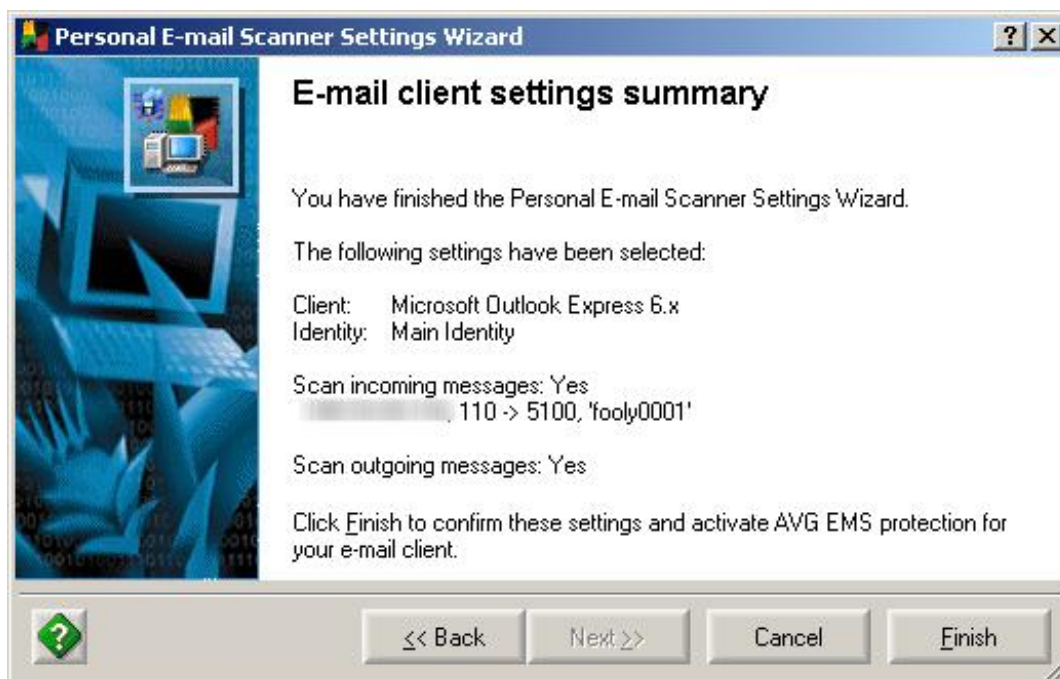 Personal E-mail Scanner Settings Wizard
E-mail client settings summary
You have finished the Personal E-mail Scanner Settings Wizard.
The following settings have been selected:
Client: Microsoft Outlook Express 6.x
Identity: Main Identity
Scan incoming messages: Yes
, 110 -> 5100, 'fooly0001'
Scan outgoing messages: Yes
Click Finish to confirm these settings and activate AVG EMS protection for
your e-mail client.
<< Back Next >> Cancel Finish